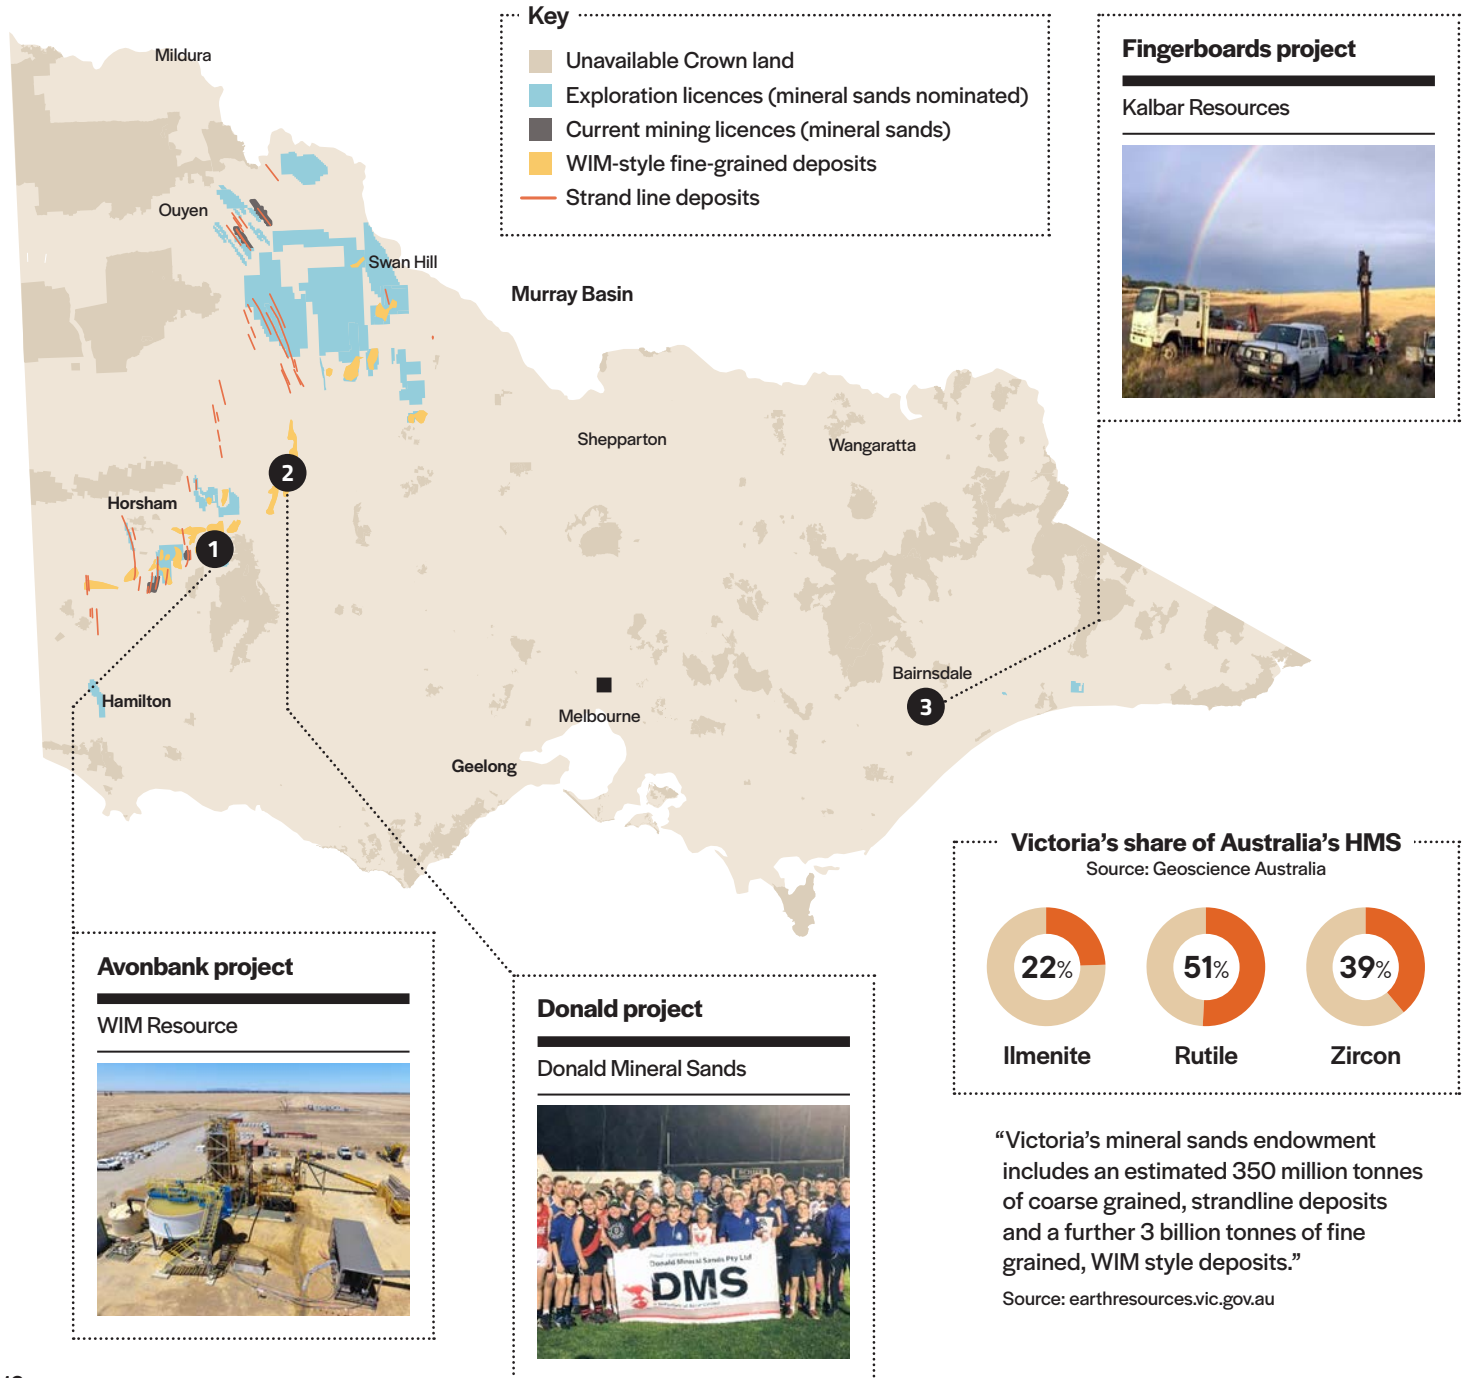 Key
Unavailable Crown land
Exploration licences (mineral sands nominated)
Current mining licences (mineral sands)
WIM-style fine-grained deposits
Strand line deposits
Fingerboards project
Kalbar Resources
Mildura
Ouyen
Swan Hill
Murray Basin
Shepparton
Wangaratta
2
Horsham
1
Bairnsdale
3
Hamilton
Melbourne
Geelong
Victoria's share of Australia's HMS
Source: Geoscience Australia
22%
51%
39%
Ilmenite
Rutile
Zircon
Avonbank project
WIM Resource
Donald project
Donald Mineral Sands
Donald Mineral Sands Pty Ltd
DMS
“Victoria's mineral sands endowment
includes an estimated 350 million tonnes
of coarse grained, strandline deposits
and a further 3 billion tonnes of fine
grained, WIM style deposits.”
Source: earthresources.vic.gov.au